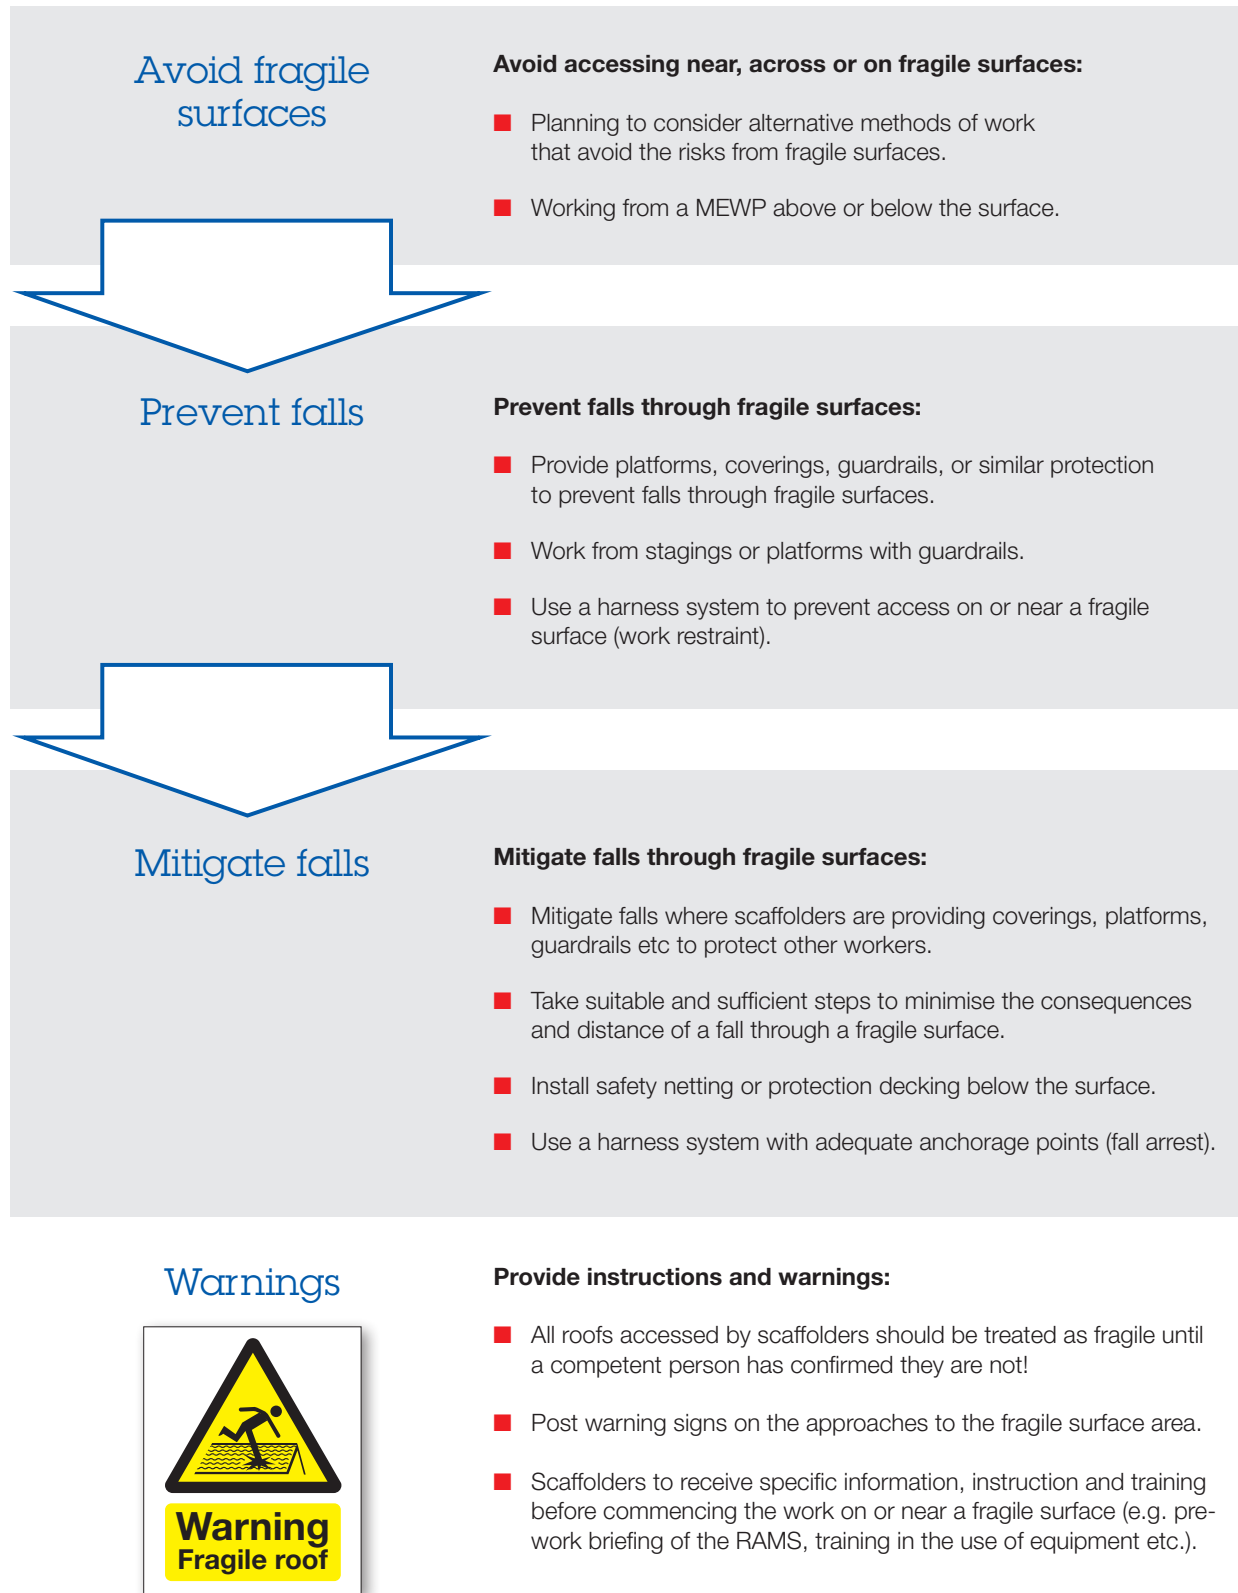 Avoid fragile
surfaces
Avoid accessing near, across or on fragile surfaces:
■ Planning to consider alternative methods of work
that avoid the risks from fragile surfaces.
■ Working from a MEWP above or below the surface.
Prevent falls
Prevent falls through fragile surfaces:
■ Provide platforms, coverings, guardrails, or similar protection
to prevent falls through fragile surfaces.
■ Work from stagings or platforms with guardrails.
■ Use a harness system to prevent access on or near a fragile
surface (work restraint).
Mitigate falls
Mitigate falls through fragile surfaces:
■ Mitigate falls where scaffolders are providing coverings, platforms,
guardrails etc to protect other workers.
■ Take suitable and sufficient steps to minimise the consequences
and distance of a fall through a fragile surface.
■ Install safety netting or protection decking below the surface.
■ Use a harness system with adequate anchorage points (fall arrest).
Warnings
Warning
Fragile roof
Provide instructions and warnings:
■ All roofs accessed by scaffolders should be treated as fragile until
a competent person has confirmed they are not!
■ Post warning signs on the approaches to the fragile surface area.
■ Scaffolders to receive specific information, instruction and training
before commencing the work on or near a fragile surface (e.g. pre-
work briefing of the RAMS, training in the use of equipment etc.).